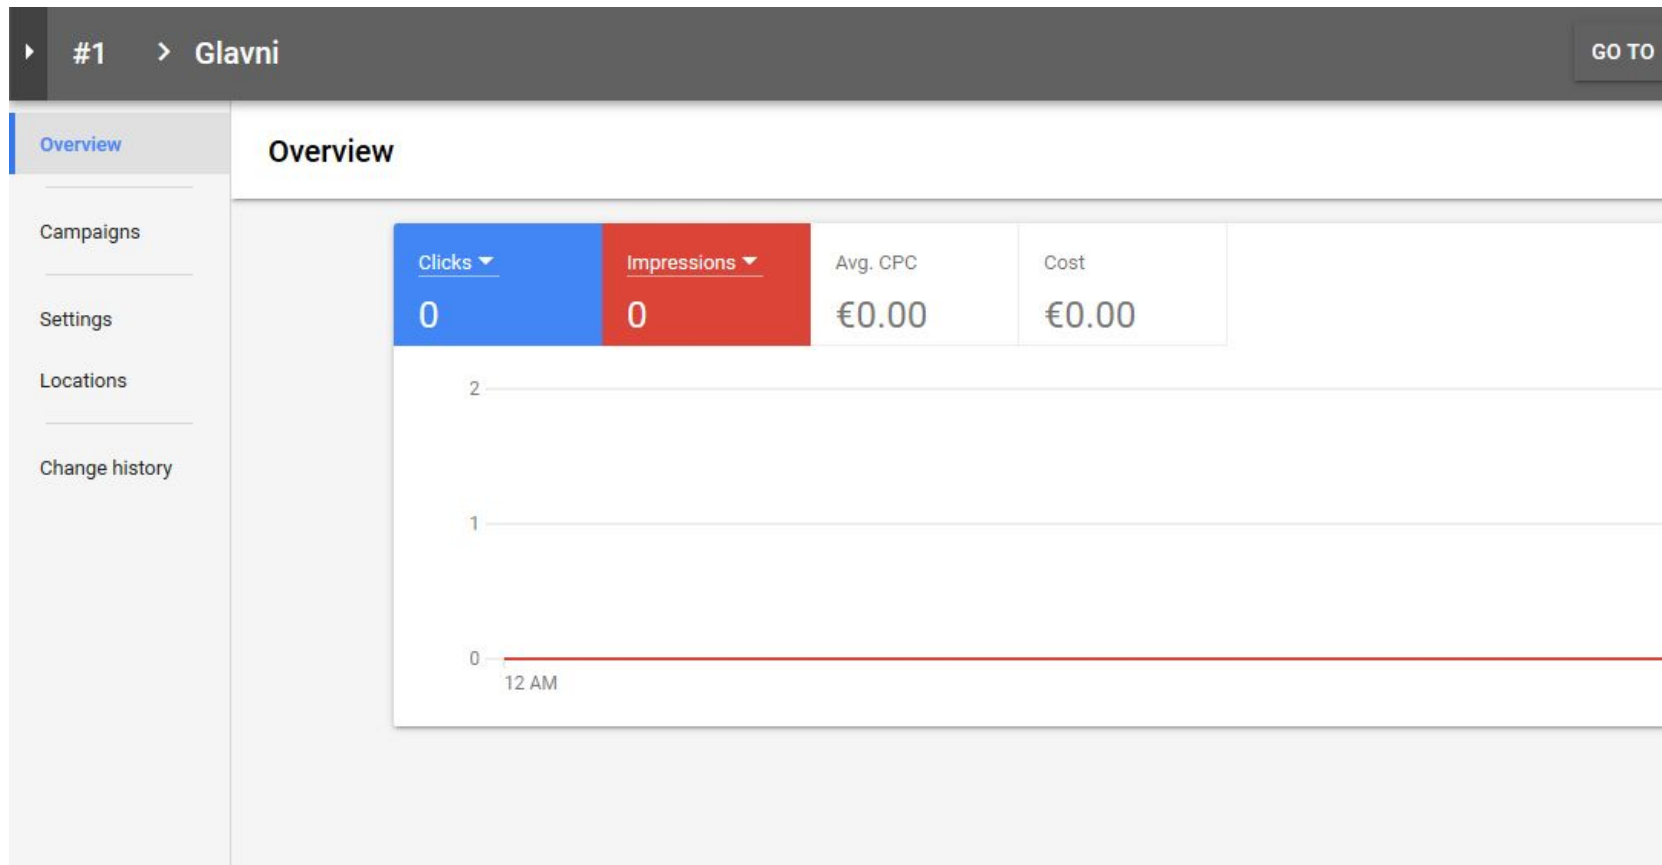 #1 > Glavni
GO TO
Overview
Campaigns
Settings
Locations
Change history
Overview
Clicks
0
Impressions
0
Avg. CPC
€0.00
Cost
€0.00
2
1
0
12 AM